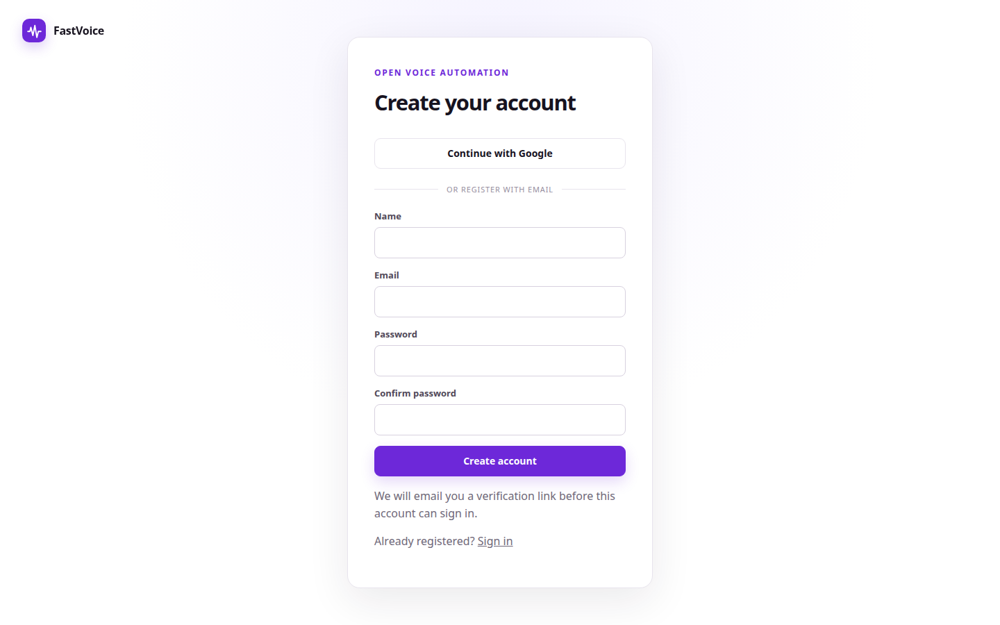 FastVoice
OPEN VOICE AUTOMATION
Create your account
Continue with Google
OR REGISTER WITH EMAIL
Name
Email
Password
Confirm password
Create account
We will email you a verification link before this
account can sign in.
Already registered? Sign in